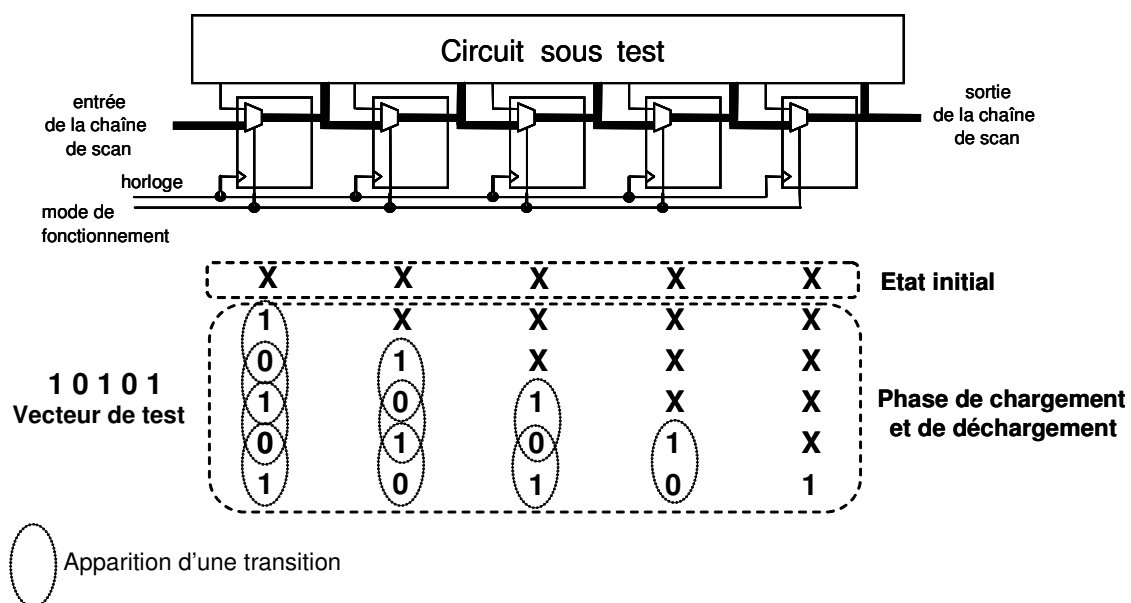 Circuit sous test
entrée
de la chaîne
de scan
sortie
de la chaîne
de scan
horloge
mode de
fonctionnement
X X X X X
Etat initial
1 X X X X
0 1 X X X
1 0 1 X X
0 1 0 1 X
1 0 1 0 1
1 0 1 0 1
Vecteur de test
Phase de chargement
et de déchargement
Apparition d'une transition